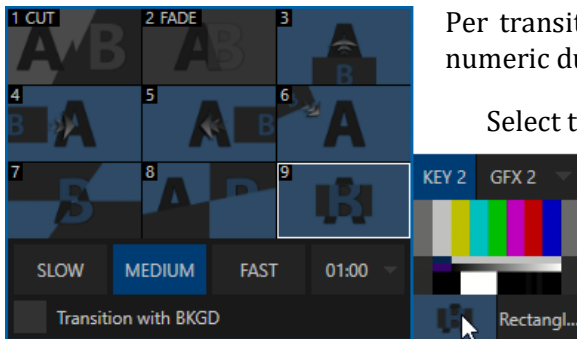 1 CUT
2 FADE
3
4
5
6
7
8
9
A B
A B
A B
B A
A B
B A
B
A D
B
SLOW MEDIUM FAST 01:00
Transition with BKGD
Per transit
numeric du
Select t
KEY 2 GFX 2
Rectangl...